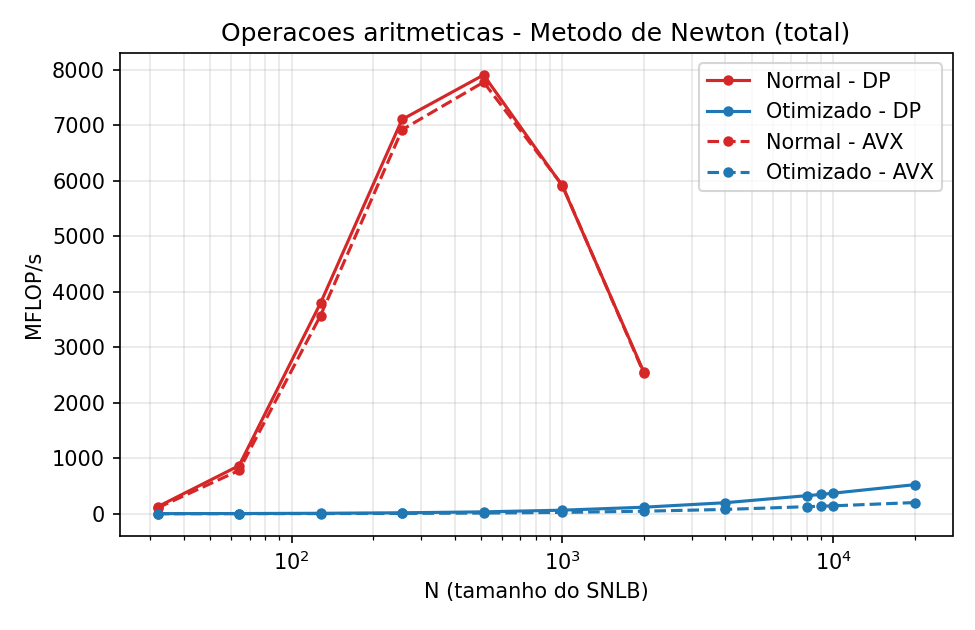 Operacoes aritmeticas - Metodo de Newton (total)
MFLOP/s
8000
7000
6000
5000
4000
3000
2000
1000
0
Normal - DP
Otimizado - DP
Normal - AVX
Otimizado - AVX
10²
10³
10⁴
N (tamanho do SNLB)